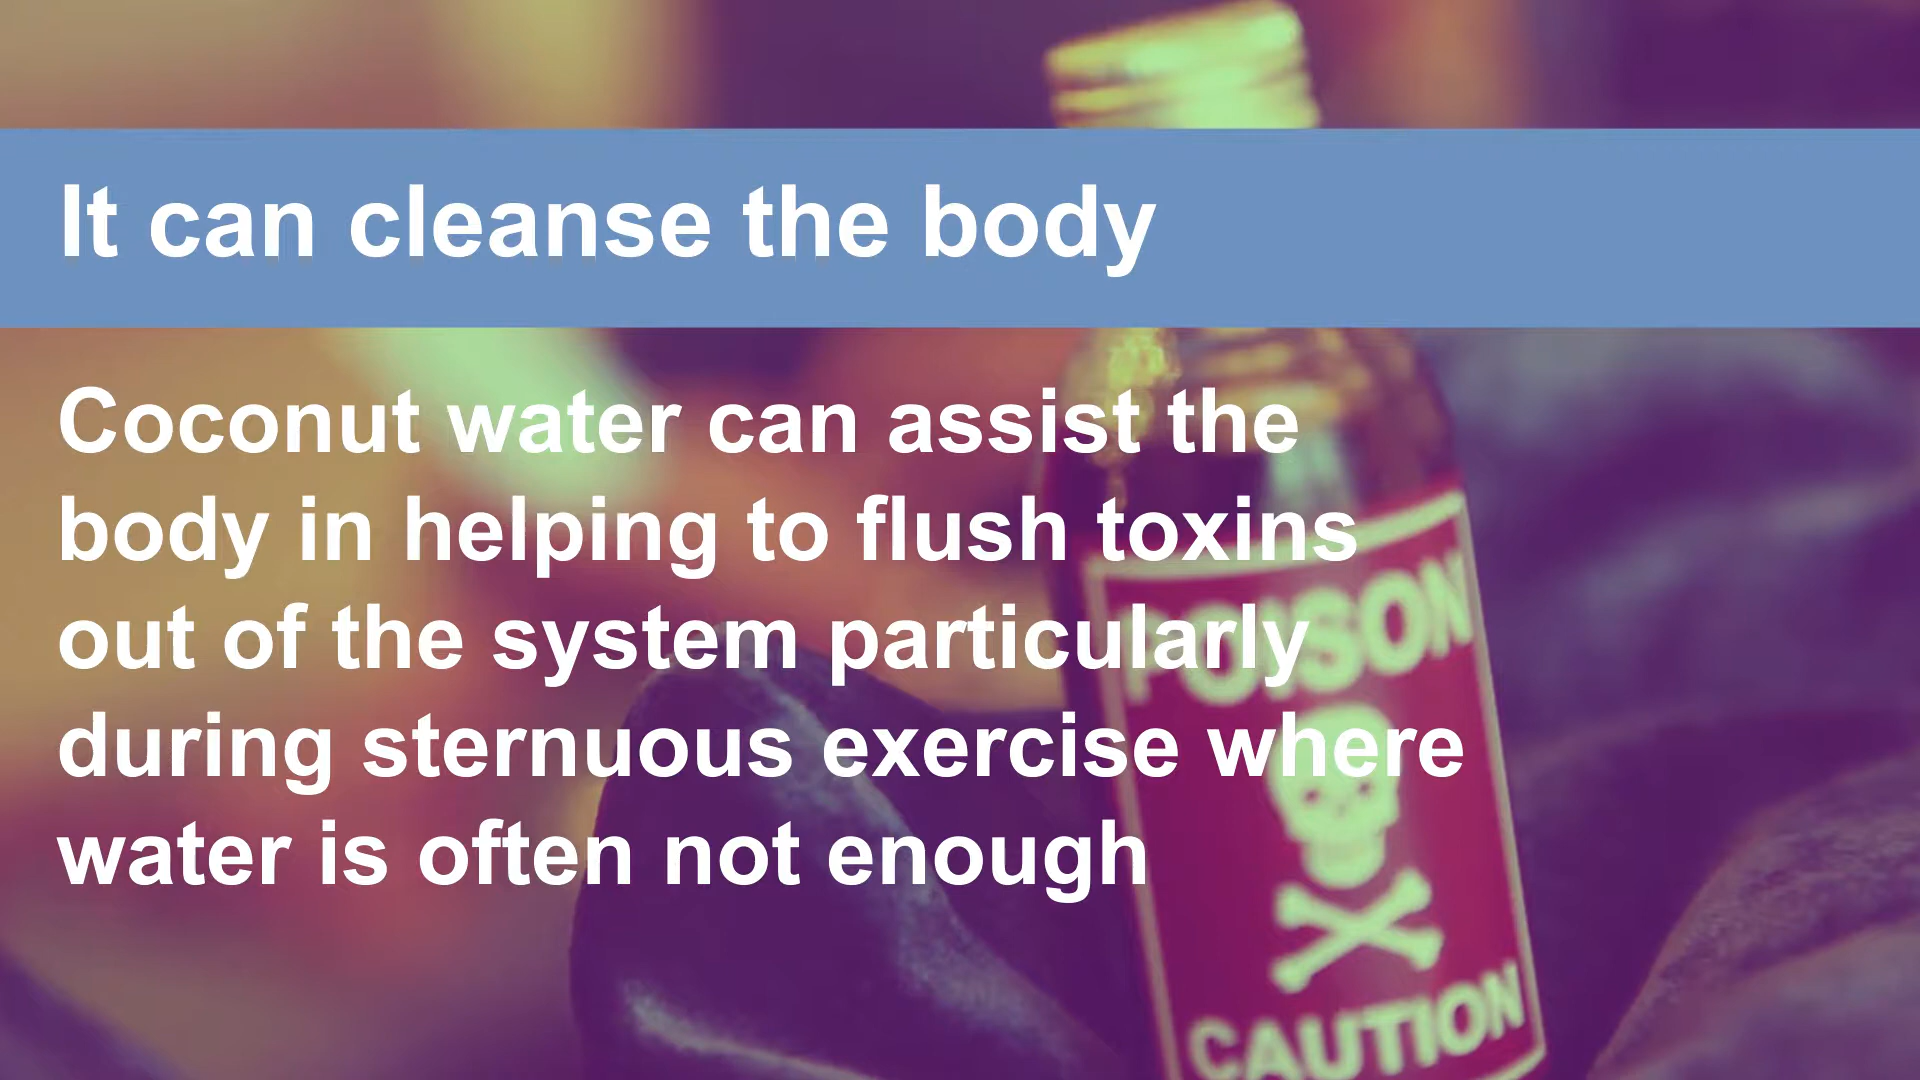 It can cleanse the body
Coconut water can assist the
body in helping to flush toxins
out of the system particularly
during sternuous exercise where
water is often not enough
POISON
CAUTION